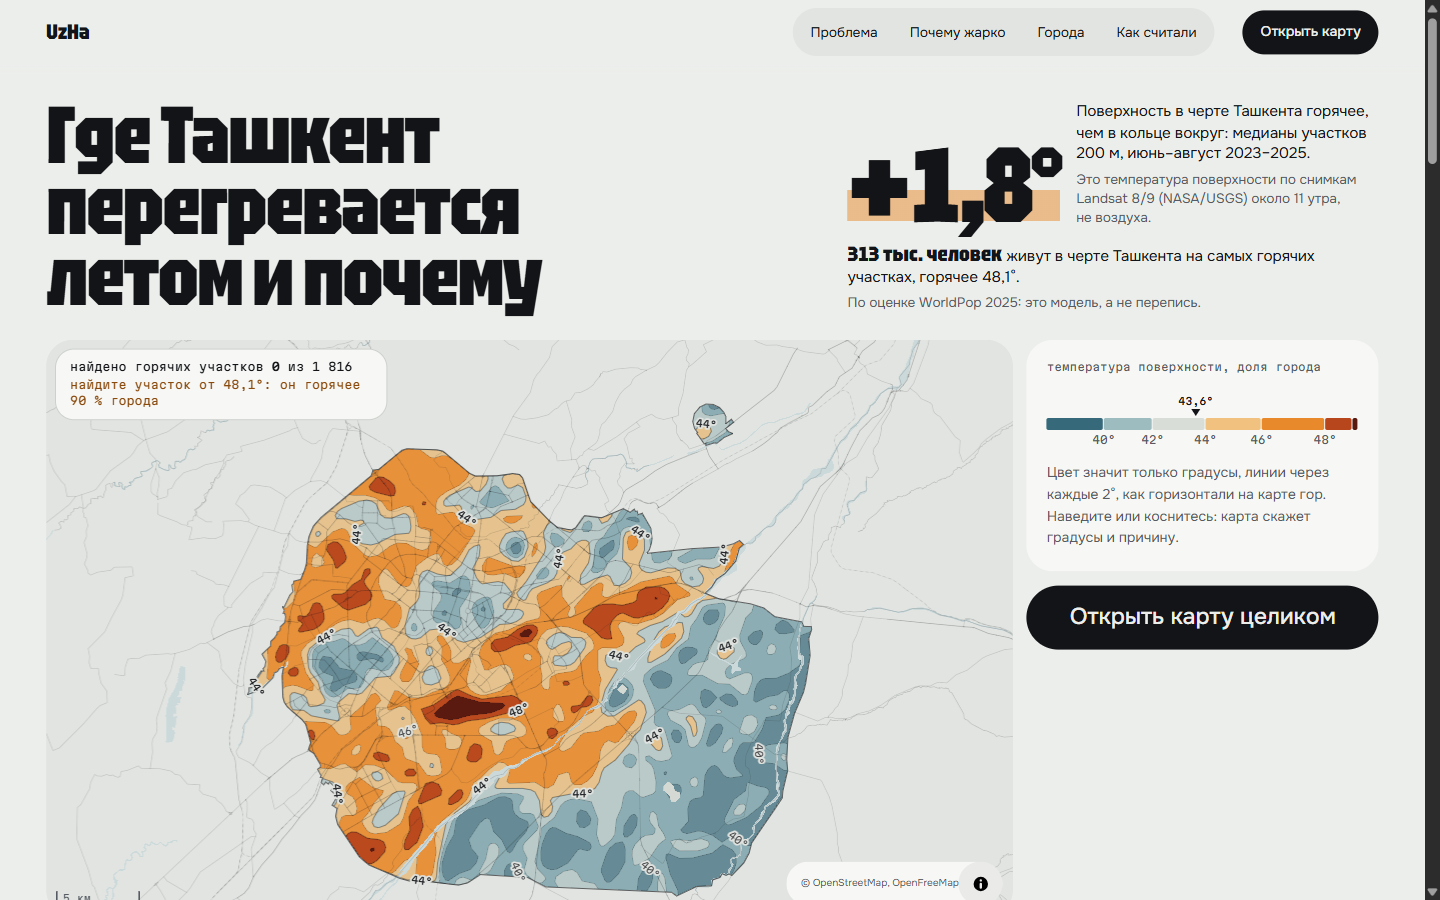 UzHa
Проблема
Почему жарко
Города
Как считали
Открыть карту
Где Ташкент
перегревается
летом и почему
+1,8°
Поверхность в черте Ташкента горячее,
чем в кольце вокруг: медианы участков
200 м, июнь–август 2023–2025.
Это температура поверхности по снимкам
Landsat 8/9 (NASA/USGS) около 11 утра,
не воздуха.
313 тыс. человек живут в черте Ташкента на самых горячих
участках, горячее 48,1°.
По оценке WorldPop 2025: это модель, а не перепись.
найдено горячих участков 0 из 1 816
найдите участок от 48,1°: он горячее
90 % города
44°
44°
44°
44°
44°
44°
44°
44°
44°
44°
44°
48°
46°
44°
40°
44°
44°
44°
40°
44°
40°
40°
5 км
© OpenStreetMap, OpenFreeMap
температура поверхности, доля города
43,6°
40° 42° 44° 46° 48°
Цвет значит только градусы, линии через
каждые 2°, как горизонтали на карте гор.
Наведите или коснитесь: карта скажет
градусы и причину.
Открыть карту целиком